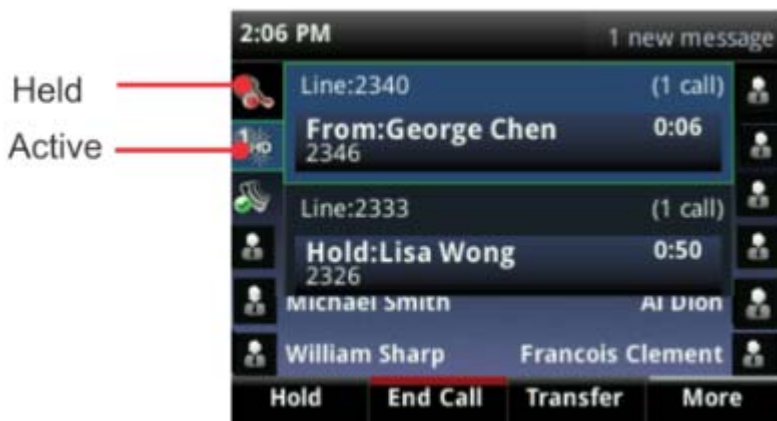 2:06 PM 1 new message
Held
Line:2340 (1 call)
From:George Chen 0:06
2346
Active
1 HD
Line:2333 (1 call)
Hold:Lisa Wong 0:50
2326
Michael Smith Al Dion
William Sharp Francois Clement
Hold End Call Transfer More